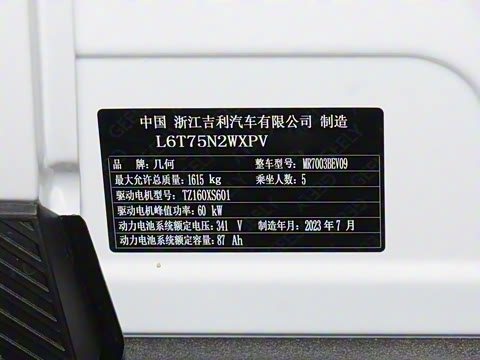 中国 浙江吉利汽车有限公司 制造
L6T75N2WXPV
品 牌：几何 整车型号：MR7003BEV09
最大允许总质量：1615 kg 乘坐人数：5
驱动电机型号：TZ160XS601
驱动电机峰值功率：60 kW
动力电池系统额定电压：341 V 制造年月：2023 年 7 月
动力电池系统额定容量：87 Ah